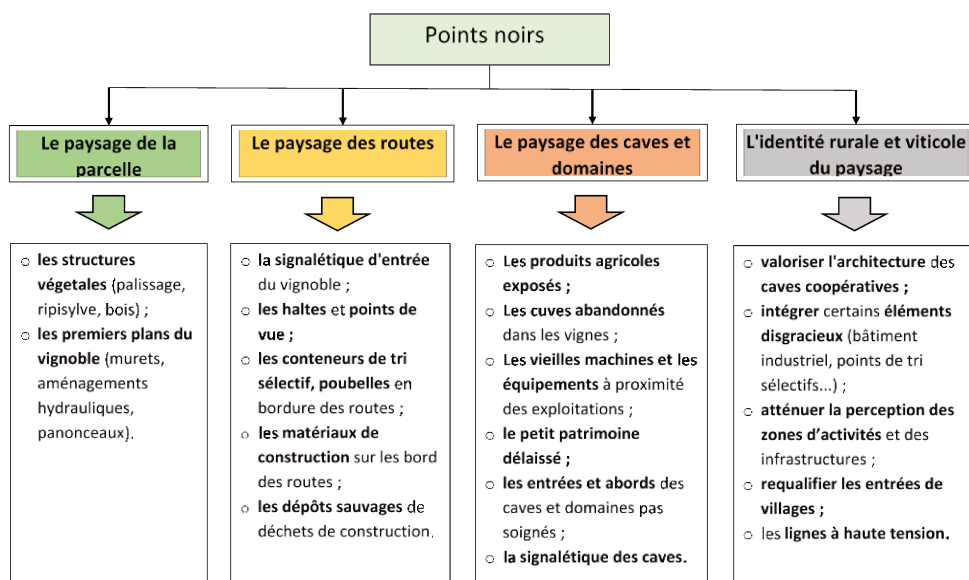 Points noirs
Le paysage de la
parcelle
Le paysage des routes
Le paysage des caves et
domaines
L'identité rurale et viticole
du paysage
○ les structures
végetales (palissage,
ripisylve, bois) ;
○ les premiers plans du
vignoble (murets,
aménagements
hydrauliques,
panonceaux).
○ la signalétique d'entrée
du vignoble ;
○ les haltes et points de
vue ;
○ les conteneurs de tri
sélectif, poubelles en
bordure des routes ;
○ les matériaux de
construction sur les bord
des routes ;
○ les dépôts sauvages de
déchets de construction.
○ Les produits agricoles
exposés ;
○ Les cuves abandonnés
dans les vignes ;
○ Les vieilles machines et les
équipements à proximité
des exploitations ;
○ le petit patrimoine
délaissé ;
○ les entrées et abords des
caves et domaines pas
soignés ;
○ la signalétique des caves.
○ valoriser l'architecture des
caves coopératives ;
○ intégrer certains éléments
disgracieux (bâtiment
industriel, points de tri
sélectifs...) ;
○ atténuer la perception des
zones d’activités et des
infrastructures ;
○ requalifier les entrées de
villages ;
○ les lignes à haute tension.